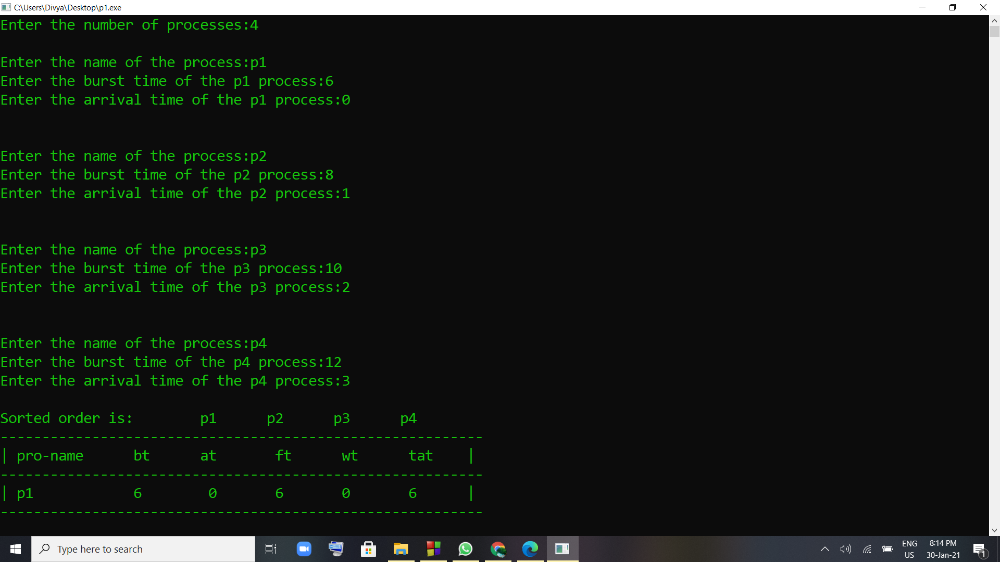 C:\Users\Divya\Desktop\p1.exe
Enter the number of processes:4
Enter the name of the process:p1
Enter the burst time of the p1 process:6
Enter the arrival time of the p1 process:0
Enter the name of the process:p2
Enter the burst time of the p2 process:8
Enter the arrival time of the p2 process:1
Enter the name of the process:p3
Enter the burst time of the p3 process:10
Enter the arrival time of the p3 process:2
Enter the name of the process:p4
Enter the burst time of the p4 process:12
Enter the arrival time of the p4 process:3
Sorted order is: p1 p2 p3 p4
----------------------------------------------------------
| pro-name bt at ft wt tat |
----------------------------------------------------------
| p1 6 0 6 0 6 |
----------------------------------------------------------
Type here to search
ENG
US
8:14 PM
30-Jan-21
1